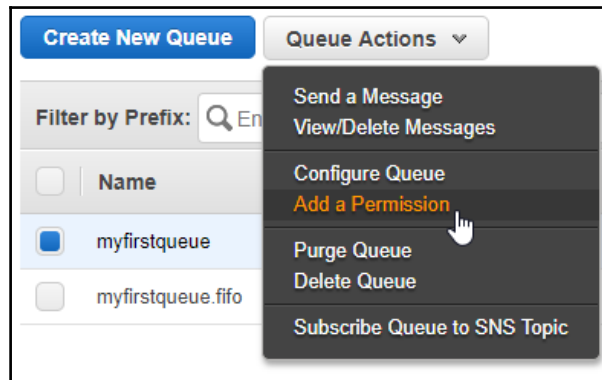 Create New Queue
Queue Actions
Filter by Prefix: En
Name
myfirstqueue
myfirstqueue.fifo
Send a Message
View/Delete Messages
Configure Queue
Add a Permission
Purge Queue
Delete Queue
Subscribe Queue to SNS Topic